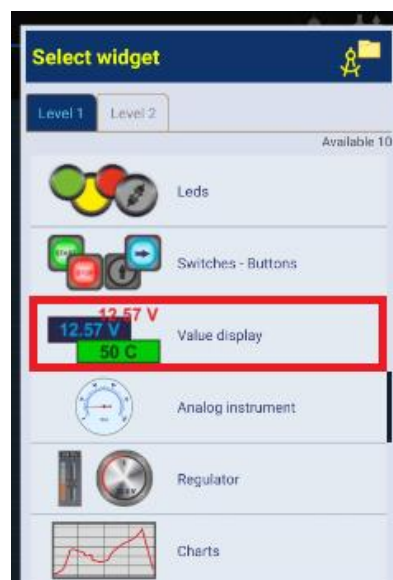 Select widget
Level 1 Level 2
Available 10
Leds
Switches - Buttons
12.57 V
12.57 V
50 C
Value display
Analog instrument
Regulator
Charts